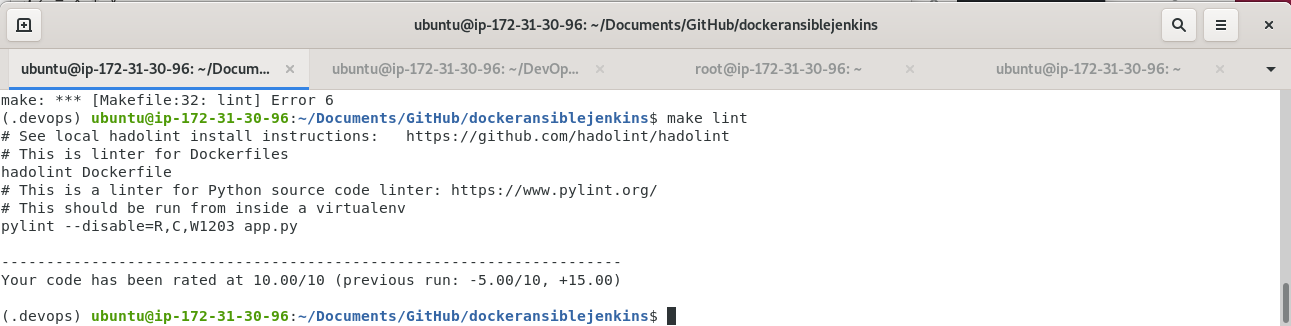 ubuntu@ip-172-31-30-96: ~/Documents/GitHub/dockeransiblejenkins
ubuntu@ip-172-31-30-96: ~/Docum... ubuntu@ip-172-31-30-96: ~/DevOp... root@ip-172-31-30-96: ~ ubuntu@ip-172-31-30-96: ~
make: *** [Makefile:32: lint] Error 6
(.devops) ubuntu@ip-172-31-30-96:~/Documents/GitHub/dockeransiblejenkins$ make lint
# See local hadolint install instructions:   https://github.com/hadolint/hadolint
# This is linter for Dockerfiles
hadolint Dockerfile
# This is a linter for Python source code linter: https://www.pylint.org/
# This should be run from inside a virtualenv
pylint --disable=R,C,W1203 app.py
---------------------------------------------------------------------
Your code has been rated at 10.00/10 (previous run: -5.00/10, +15.00)
(.devops) ubuntu@ip-172-31-30-96:~/Documents/GitHub/dockeransiblejenkins$